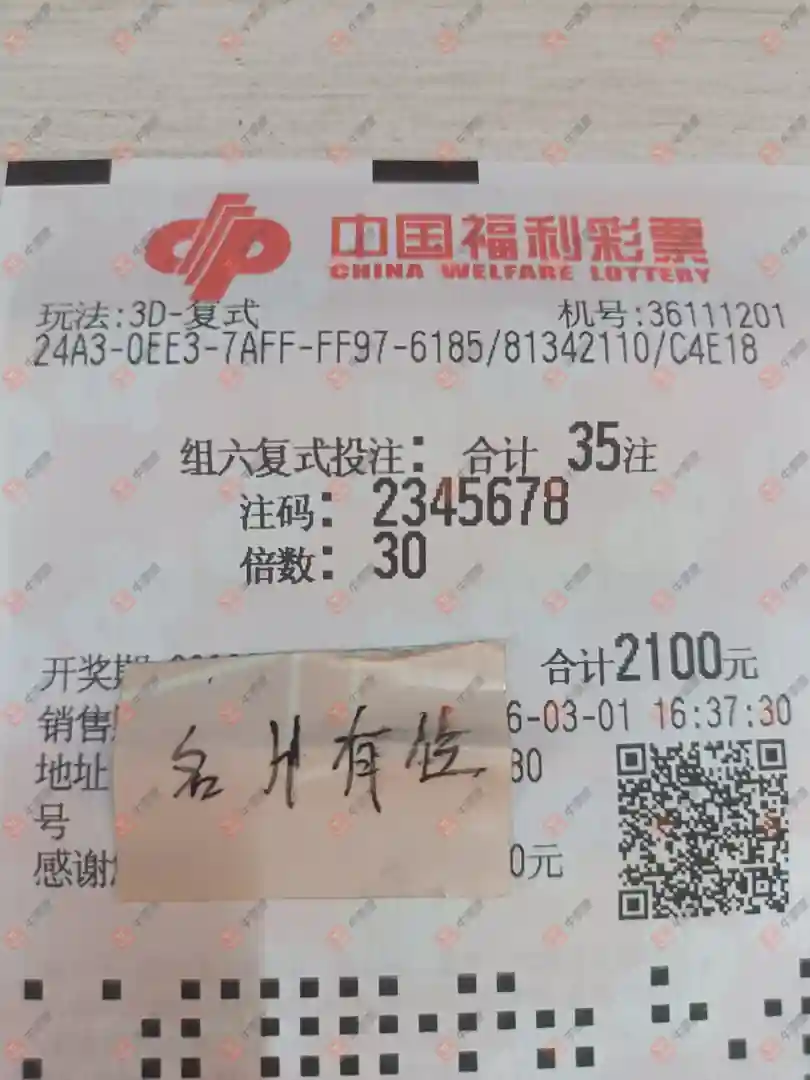 中国福利彩票
CHINA WELFARE LOTTERY
玩法:3D-复式 机号:36111201
24A3-0EE3-7AFF-FF97-6185/81342110/C4E18
组六复式投注: 合计 35注
注码: 2345678
倍数: 30
开奖期 合计2100元
销售 6-03-01 16:37:30
地址 80
号
感谢 0元
名片有位